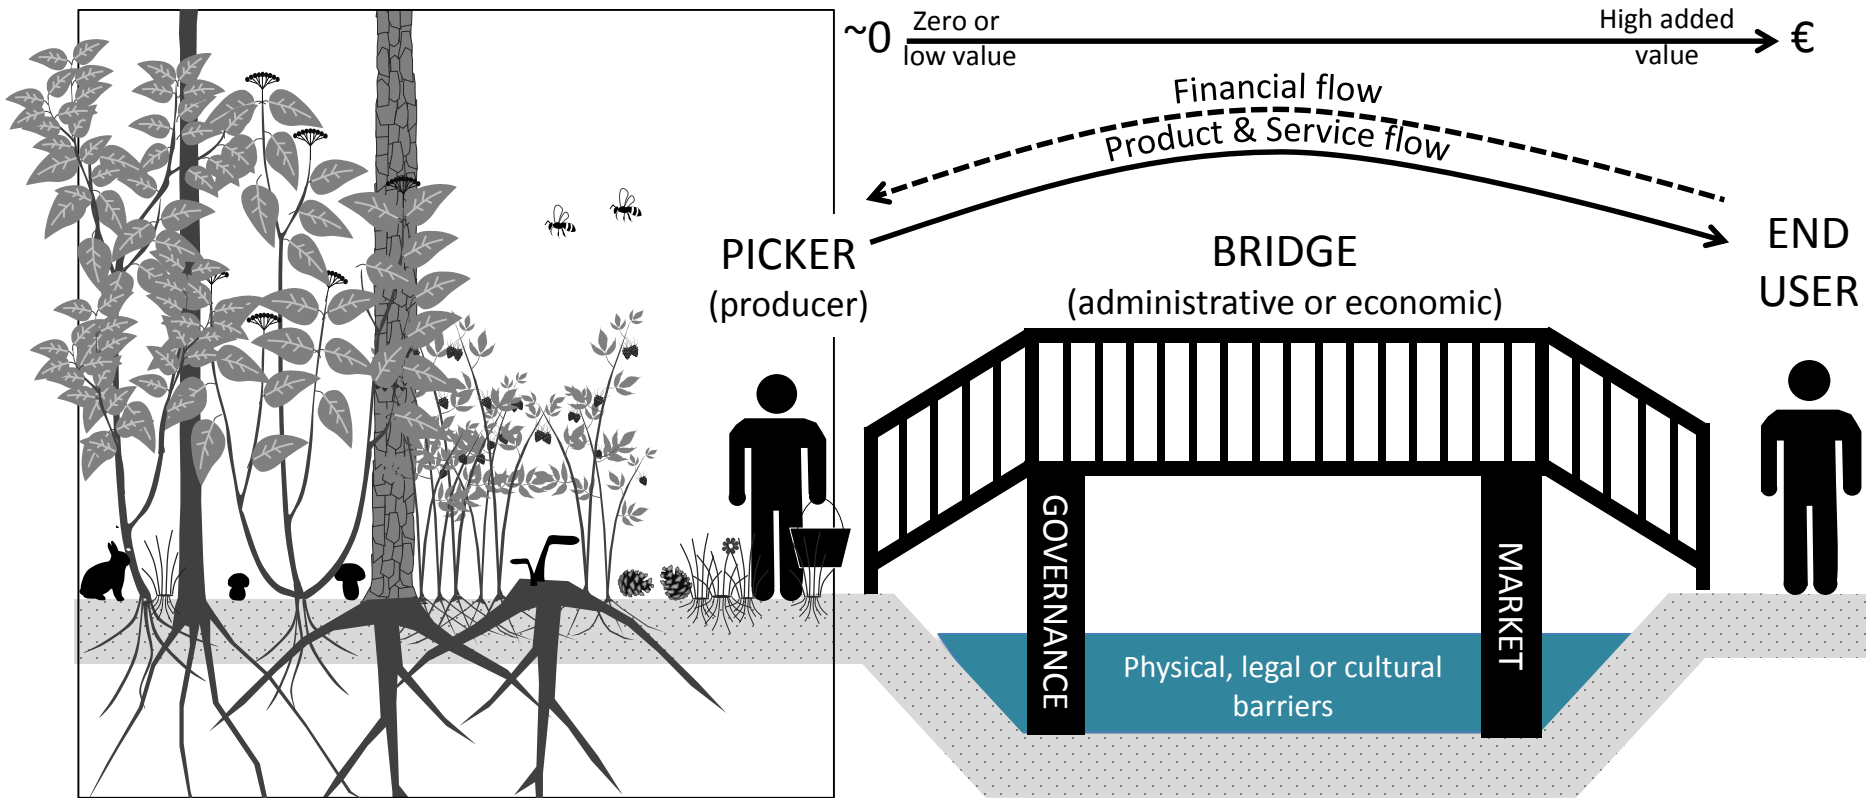 ~0
Zero or
low value
High added
value
€
Financial flow
Product & Service flow
PICKER
(producer)
BRIDGE
(administrative or economic)
END
USER
GOVERNANCE
MARKET
Physical, legal or cultural
barriers